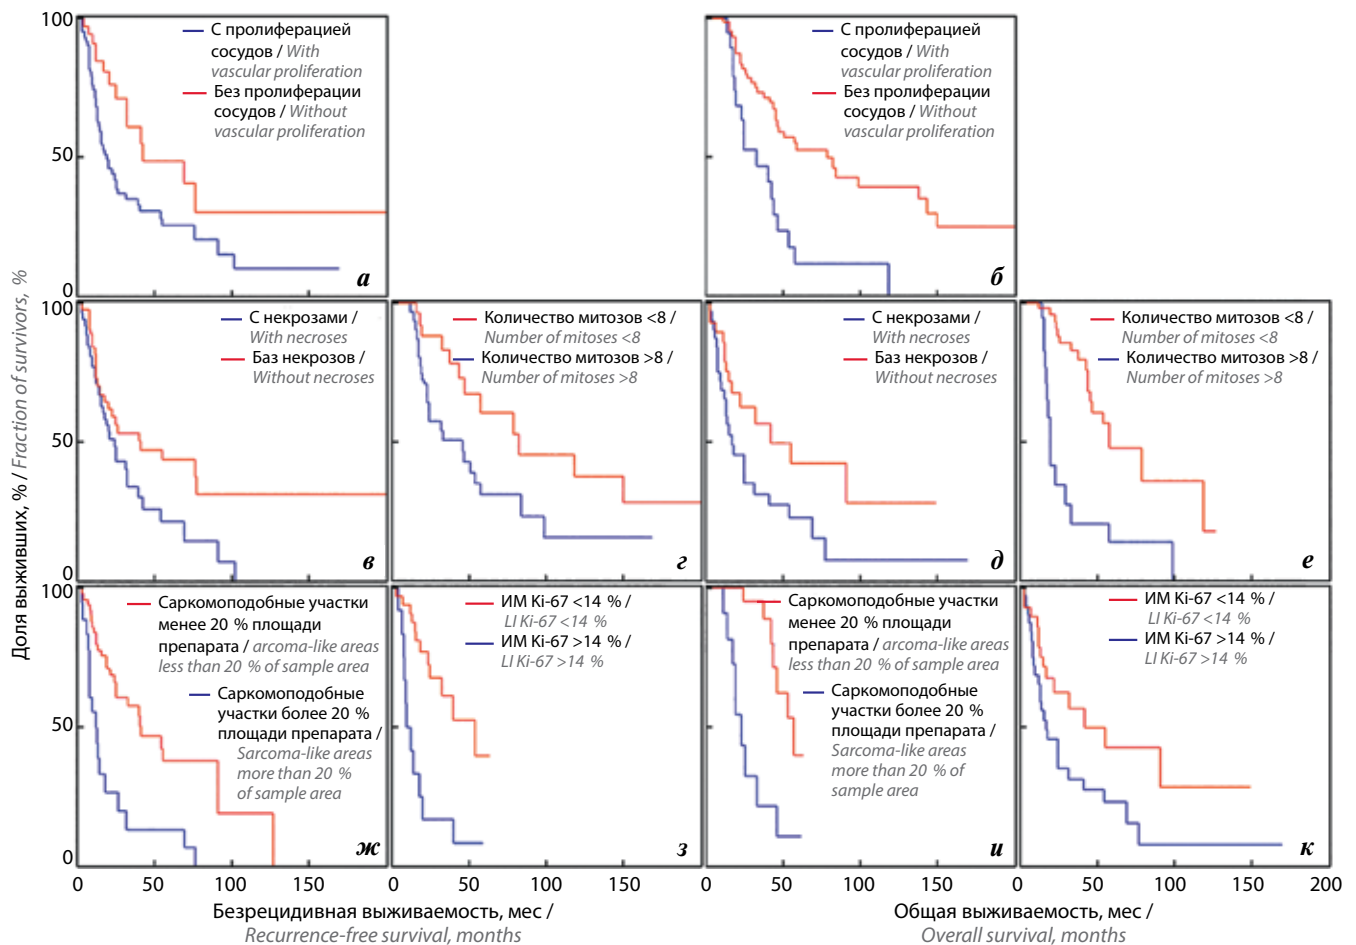 Доля выживших, % / Fraction of survivors, %
100
50
0
С пролиферацией
сосудов / With
vascular proliferation
Без пролиферации
сосудов / Without
vascular proliferation
а
С пролиферацией
сосудов / With
vascular proliferation
Без пролиферации
сосудов / Without
vascular proliferation
б
100
50
0
С некрозами /
With necroses
Баз некрозов /
Without necroses
в
Количество митозов <8 /
Number of mitoses <8
Количество митозов >8 /
Number of mitoses >8
г
С некрозами /
With necroses
Баз некрозов /
Without necroses
д
Количество митозов <8 /
Number of mitoses <8
Количество митозов >8 /
Number of mitoses >8
е
100
50
0
Саркомоподобные участки
менее 20 % площади
препарата / arcoma-like areas
less than 20 % of sample area
Саркомоподобные
участки более 20 %
площади препарата /
Sarcoma-like areas
more than 20 %
of sample area
ж
ИМ Ki-67 <14 % /
LI Ki-67 <14 %
ИМ Ki-67 >14 % /
LI Ki-67 >14 %
з
Саркомоподобные участки
менее 20 % площади
препарата / arcoma-like areas
less than 20 % of sample area
Саркомоподобные
участки более 20 %
площади препарата /
Sarcoma-like areas
more than 20 % of
sample area
и
ИМ Ki-67 <14 % /
LI Ki-67 <14 %
ИМ Ki-67 >14 % /
LI Ki-67 >14 %
к
0 50 100 150 0 50 100 150 0 50 100 150 0 50 100 150 200
Безрецидивная выживаемость, мес /
Recurrence-free survival, months
Общая выживаемость, мес /
Overall survival, months